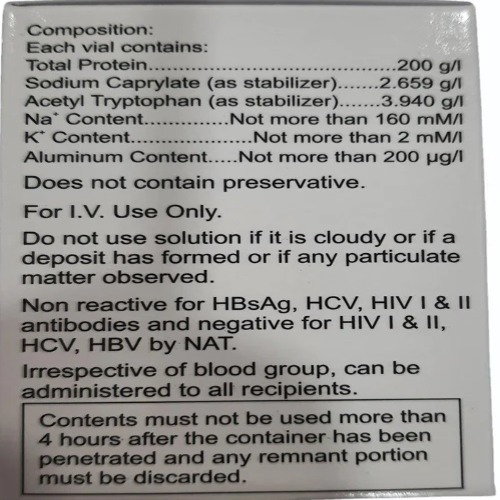 Composition:
Each vial contains:
Total Protein.......................................200 g/l
Sodium Caprylate (as stabilizer).......2.659 g/l
Acetyl Tryptophan (as stabilizer)......3.940 g/l
Na⁺ Content.............Not more than 160 mM/l
K⁺ Content..................Not more than 2 mM/l
Aluminum Content.....Not more than 200 µg/l
Does not contain preservative.
For I.V. Use Only.
Do not use solution if it is cloudy or if a
deposit has formed or if any particulate
matter observed.
Non reactive for HBsAg, HCV, HIV I & II
antibodies and negative for HIV I & II,
HCV, HBV by NAT.
Irrespective of blood group, can be
administered to all recipients.
Contents must not be used more than
4 hours after the container has been
penetrated and any remnant portion
must be discarded.